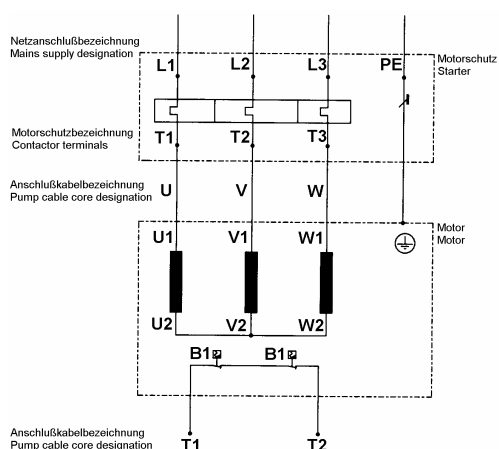 Netzanschlußbezeichnung
Mains supply designation
L1 L2 L3 PE
Motorschutz
Starter
Motorschutzbezeichnung
Contactor terminals
T1 T2 T3
Anschlußkabelbezeichnung
Pump cable core designation
U V W
Motor
Motor
U1 V1 W1
U2 V2 W2
B1 B1
Anschlußkabelbezeichnung
Pump cable core designation
T1 T2